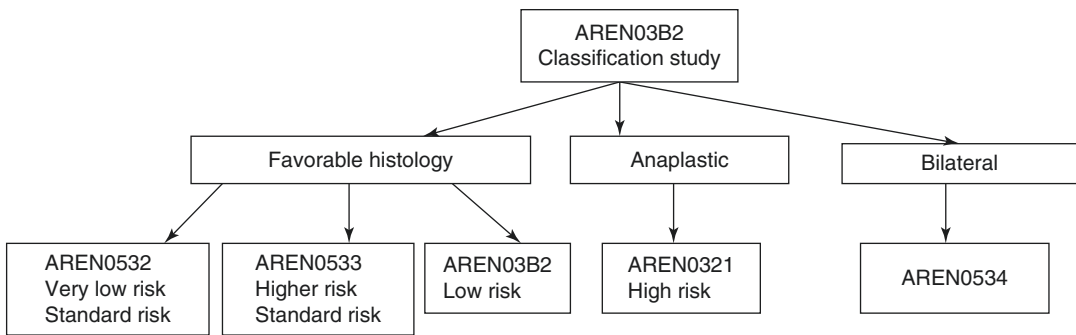 AREN03B2
Classification study
Favorable histology
Anaplastic
Bilateral
AREN0532
Very low risk
Standard risk
AREN0533
Higher risk
Standard risk
AREN03B2
Low risk
AREN0321
High risk
AREN0534